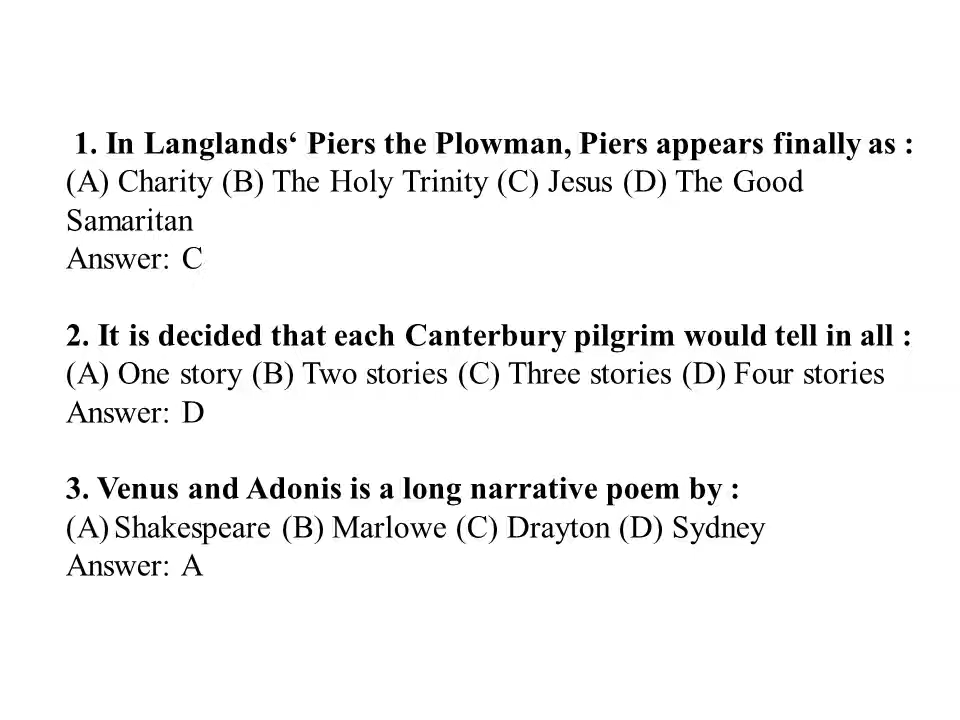 1. In Langlands‘ Piers the Plowman, Piers appears finally as :
(A) Charity (B) The Holy Trinity (C) Jesus (D) The Good
Samaritan
Answer: C
2. It is decided that each Canterbury pilgrim would tell in all :
(A) One story (B) Two stories (C) Three stories (D) Four stories
Answer: D
3. Venus and Adonis is a long narrative poem by :
(A) Shakespeare (B) Marlowe (C) Drayton (D) Sydney
Answer: A